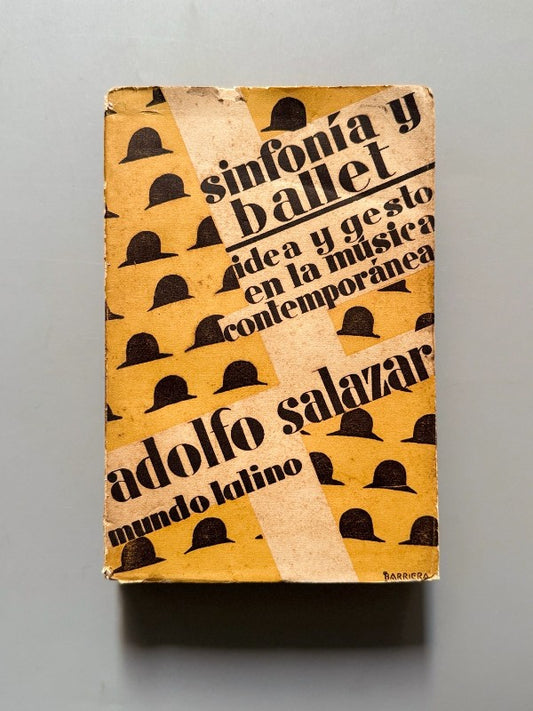 sinfonía y
ballet
idea y gesto
en la música
contemporánea
adolfo salazar
mundo latino
BARRIERA